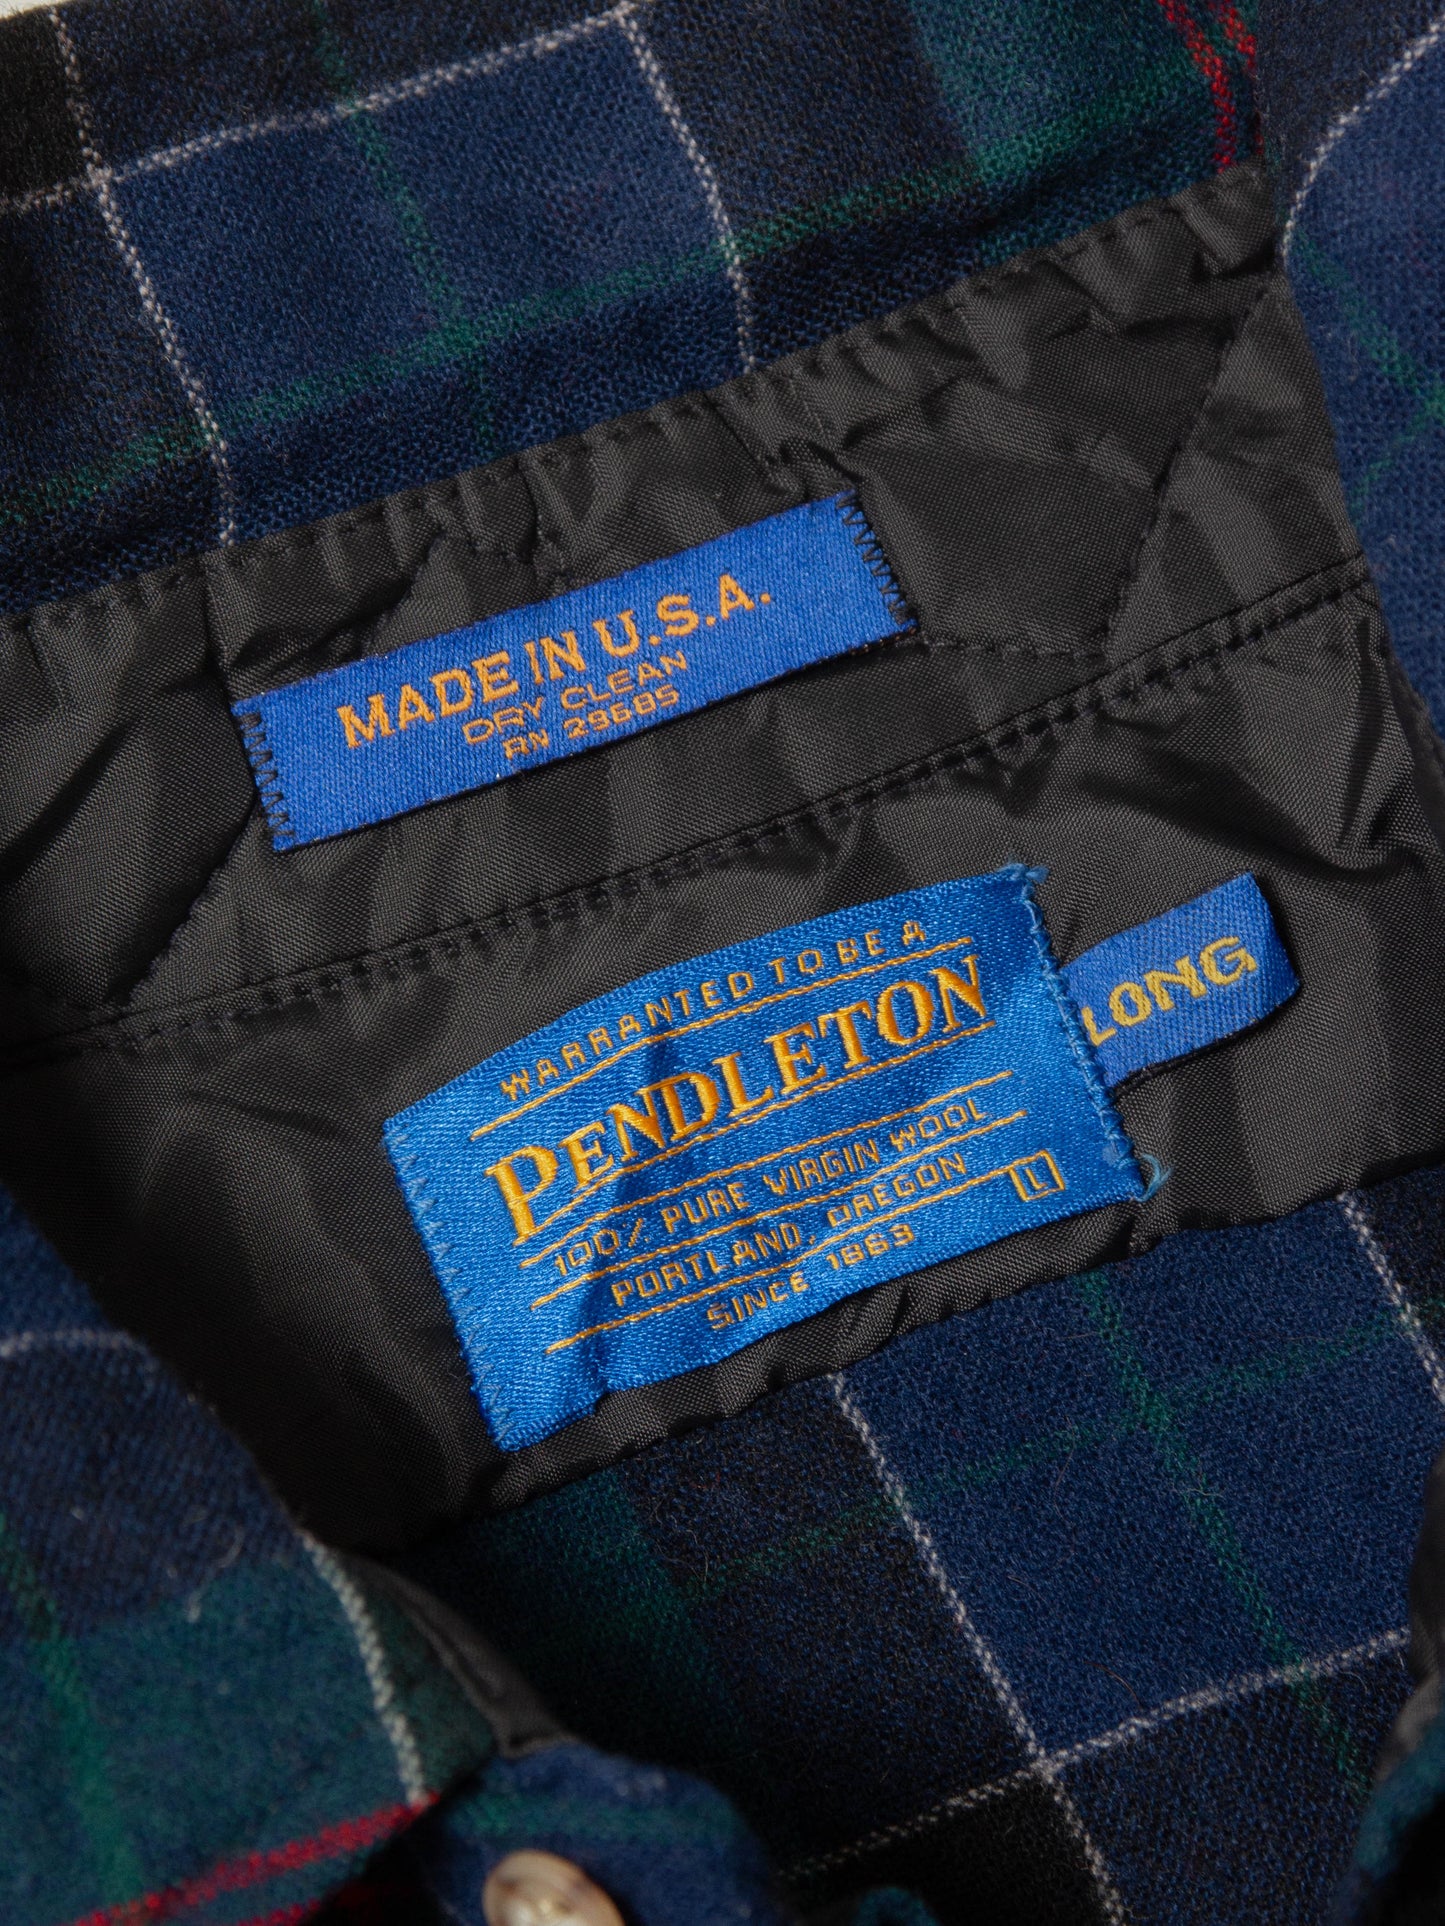 MADE IN U.S.A.
DRY CLEAN
RN 29685
WARRANTED TO BE A
PENDLETON
100% PURE VIRGIN WOOL
PORTLAND, OREGON
L
SINCE 1863
LONG